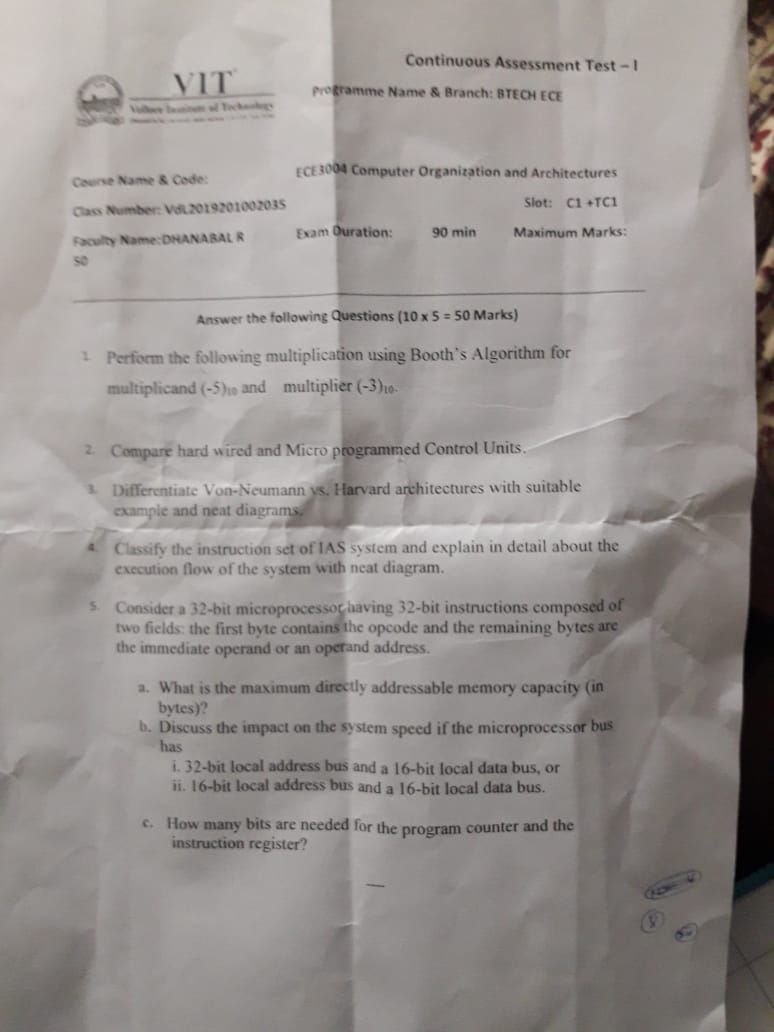 Continuous Assessment Test – I
VIT
Vellore Institute of Technology
Programme Name & Branch: BTECH ECE
Course Name & Code:
ECE3004 Computer Organization and Architectures
Class Number: VdL2019201002035
Slot: C1 +TC1
Faculty Name:DHANABAL R
Exam Duration: 90 min Maximum Marks:
50
Answer the following Questions (10 x 5 = 50 Marks)
1. Perform the following multiplication using Booth's Algorithm for
multiplicand (-5)₁₀ and multiplier (-3)₁₀.
2. Compare hard wired and Micro programmed Control Units.
3. Differentiate Von-Neumann vs. Harvard architectures with suitable
example and neat diagrams.
4. Classify the instruction set of IAS system and explain in detail about the
execution flow of the system with neat diagram.
5. Consider a 32-bit microprocessor having 32-bit instructions composed of
two fields: the first byte contains the opcode and the remaining bytes are
the immediate operand or an operand address.
a. What is the maximum directly addressable memory capacity (in
bytes)?
b. Discuss the impact on the system speed if the microprocessor bus
has
i. 32-bit local address bus and a 16-bit local data bus, or
ii. 16-bit local address bus and a 16-bit local data bus.
c. How many bits are needed for the program counter and the
instruction register?